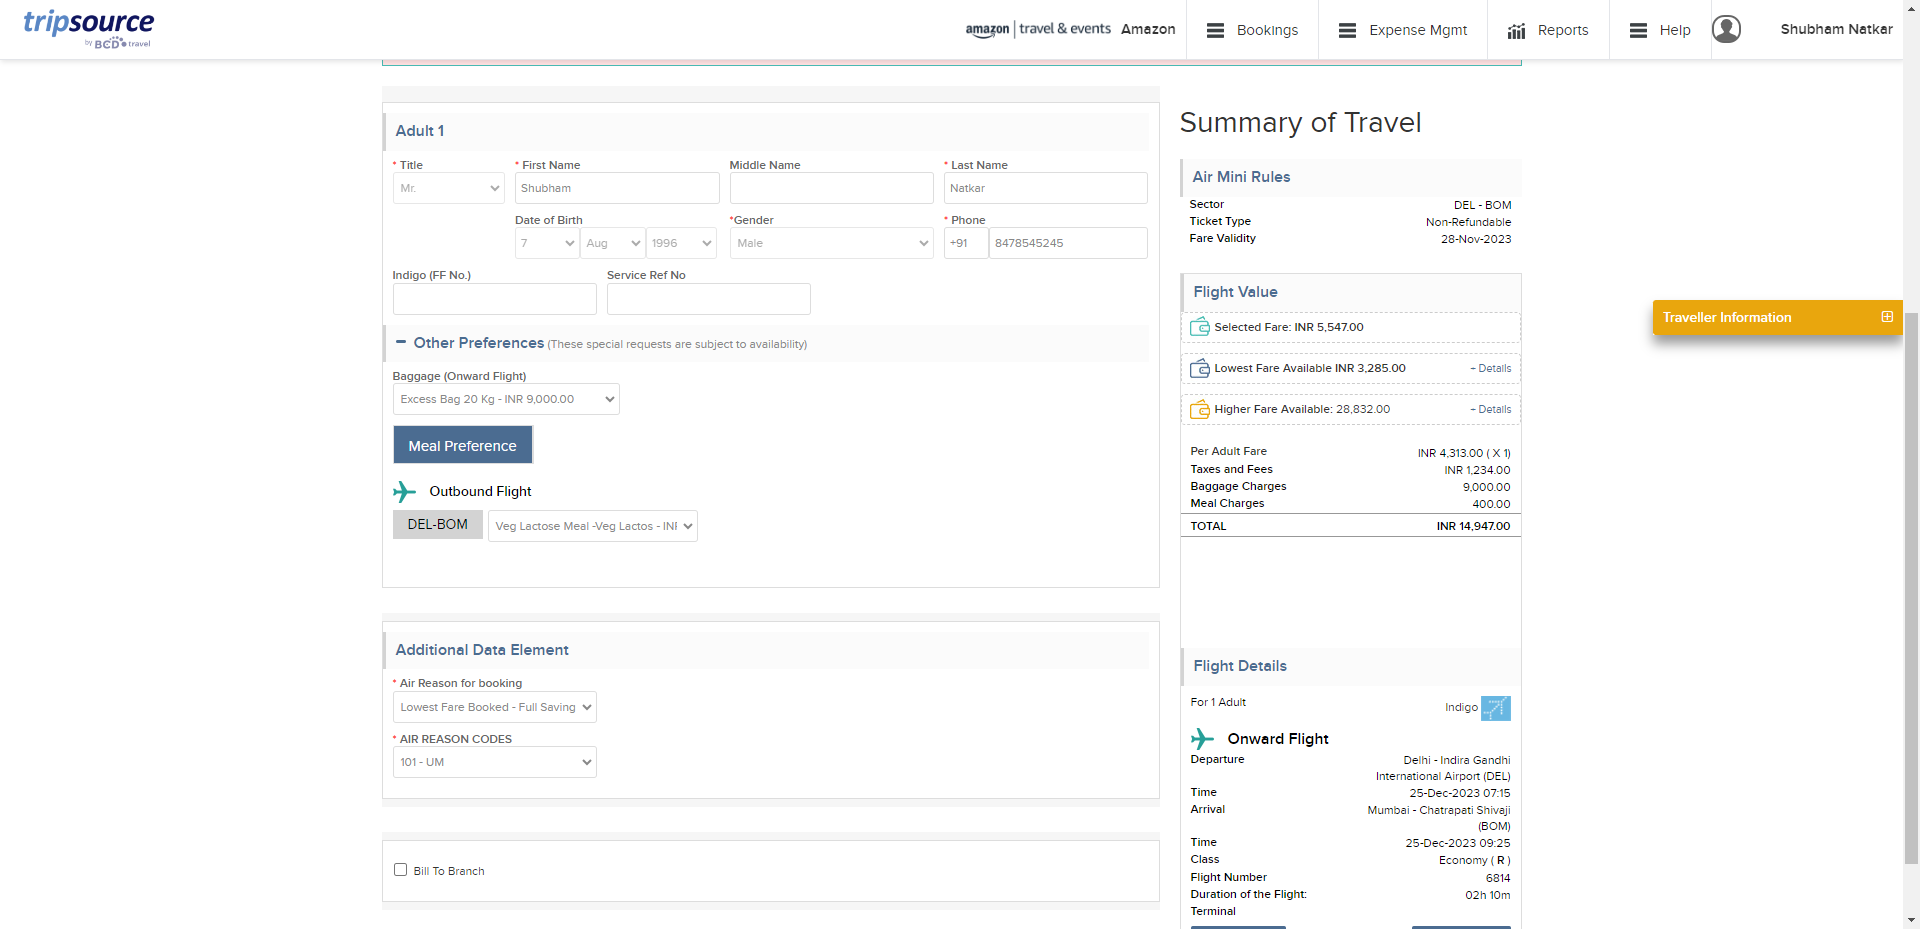 tripsource
by BCD travel
amazon | travel & events Amazon
Bookings
Expense Mgmt
Reports
Help
Shubham Natkar
Adult 1
* Title
* First Name
Middle Name
* Last Name
Mr.
Shubham
Natkar
Date of Birth
*Gender
* Phone
7
Aug
1996
Male
+91
8478545245
Indigo (FF No.)
Service Ref No
Other Preferences (These special requests are subject to availability)
Baggage (Onward Flight)
Excess Bag 20 Kg - INR 9,000.00
Meal Preference
Outbound Flight
DEL-BOM
Veg Lactose Meal -Veg Lactos - INR
Additional Data Element
* Air Reason for booking
Lowest Fare Booked - Full Saving
* AIR REASON CODES
101 - UM
Bill To Branch
Summary of Travel
Air Mini Rules
Sector DEL - BOM
Ticket Type Non-Refundable
Fare Validity 28-Nov-2023
Flight Value
Selected Fare: INR 5,547.00
Lowest Fare Available INR 3,285.00 + Details
Higher Fare Available: 28,832.00 + Details
Per Adult Fare INR 4,313.00 ( X 1)
Taxes and Fees INR 1,234.00
Baggage Charges 9,000.00
Meal Charges 400.00
TOTAL INR 14,947.00
Flight Details
For 1 Adult Indigo
Onward Flight
Departure Delhi - Indira Gandhi
International Airport (DEL)
Time 25-Dec-2023 07:15
Arrival Mumbai - Chatrapati Shivaji
(BOM)
Time 25-Dec-2023 09:25
Class Economy ( R )
Flight Number 6814
Duration of the Flight: 02h 10m
Terminal
Traveller Information